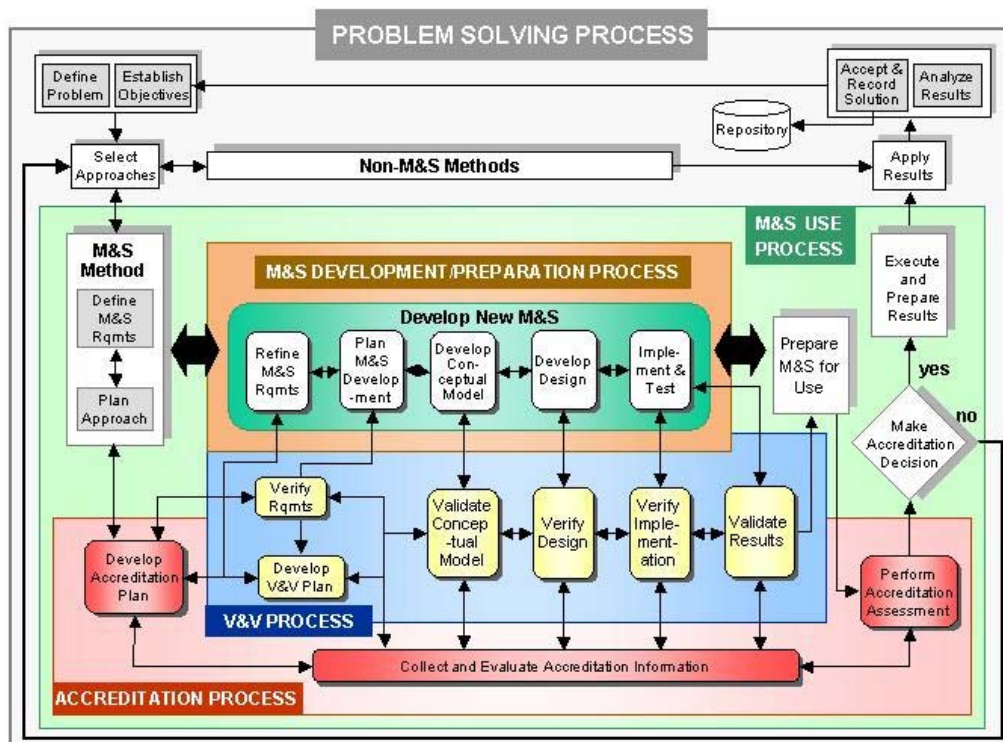 PROBLEM SOLVING PROCESS
Define
Problem
Establish
Objectives
Accept &
Record
Solution
Analyze
Results
Repository
Select
Approaches
Non-M&S Methods
Apply
Results
M&S USE
PROCESS
M&S
Method
Define
M&S
Rqmts
Plan
Approach
M&S DEVELOPMENT/PREPARATION PROCESS
Develop New M&S
Refine
M&S
Rqmts
Plan
M&S
Develop
-ment
Develop
Con-
ceptual
Model
Develop
Design
Imple-
ment &
Test
Prepare
M&S for
Use
Execute
and
Prepare
Results
yes
no
Make
Accreditation
Decision
Verify
Rqmts
Develop
V&V Plan
Validate
Concep
-tual
Model
Verify
Design
Verify
Imple-
ment-
ation
Validate
Results
V&V PROCESS
Develop
Accreditation
Plan
Perform
Accreditation
Assessment
Collect and Evaluate Accreditation Information
ACCREDITATION PROCESS